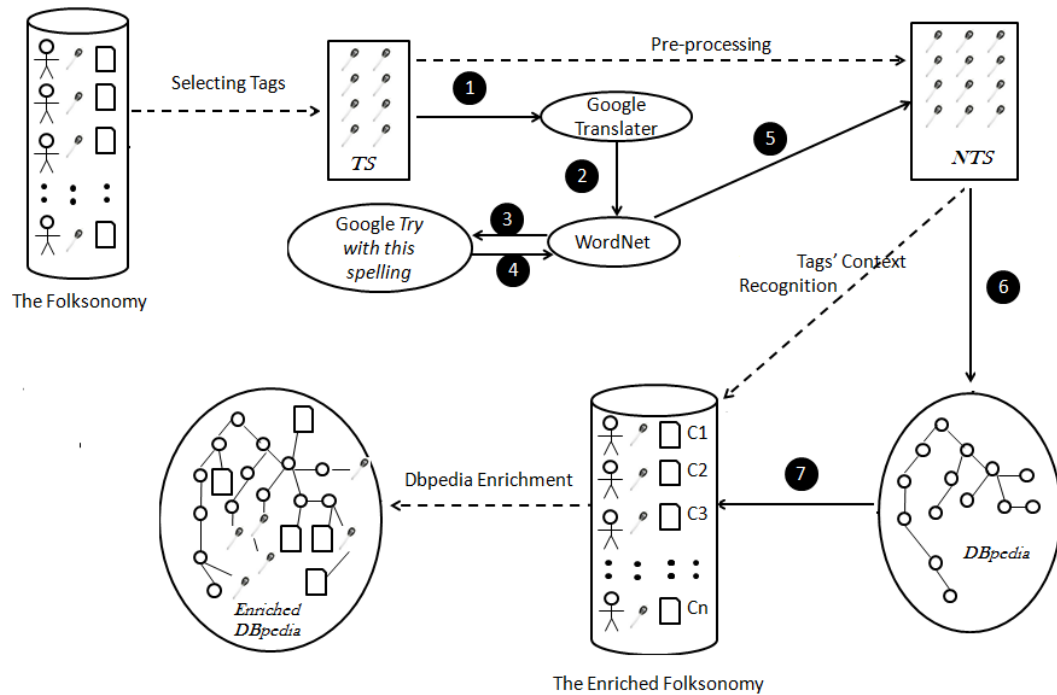 Selecting Tags
The Folksonomy
TS
Pre-processing
1
Google
Translater
2
3
4
WordNet
Google Try
with this
spelling
5
NTS
Tags' Context
Recognition
6
DBpedia
7
C1
C2
C3
Cn
The Enriched Folksonomy
Dbpedia Enrichment
Enriched
DBpedia